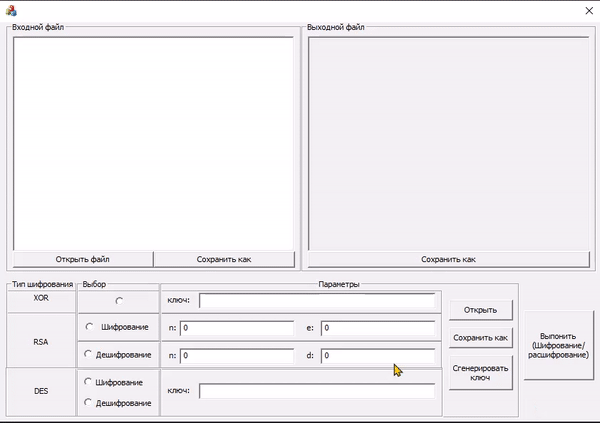 Входной файл
Выходной файл
Открыть файл
Сохранить как
Сохранить как
Тип шифрования
Выбор
Параметры
XOR
ключ:
RSA
Шифрование
n: 0
e: 0
Дешифрование
n: 0
d: 0
DES
Шифрование
Дешифрование
ключ:
Открыть
Сохранить как
Сгенерировать
ключ
Выпонить
(Шифрование/
расшифрование)